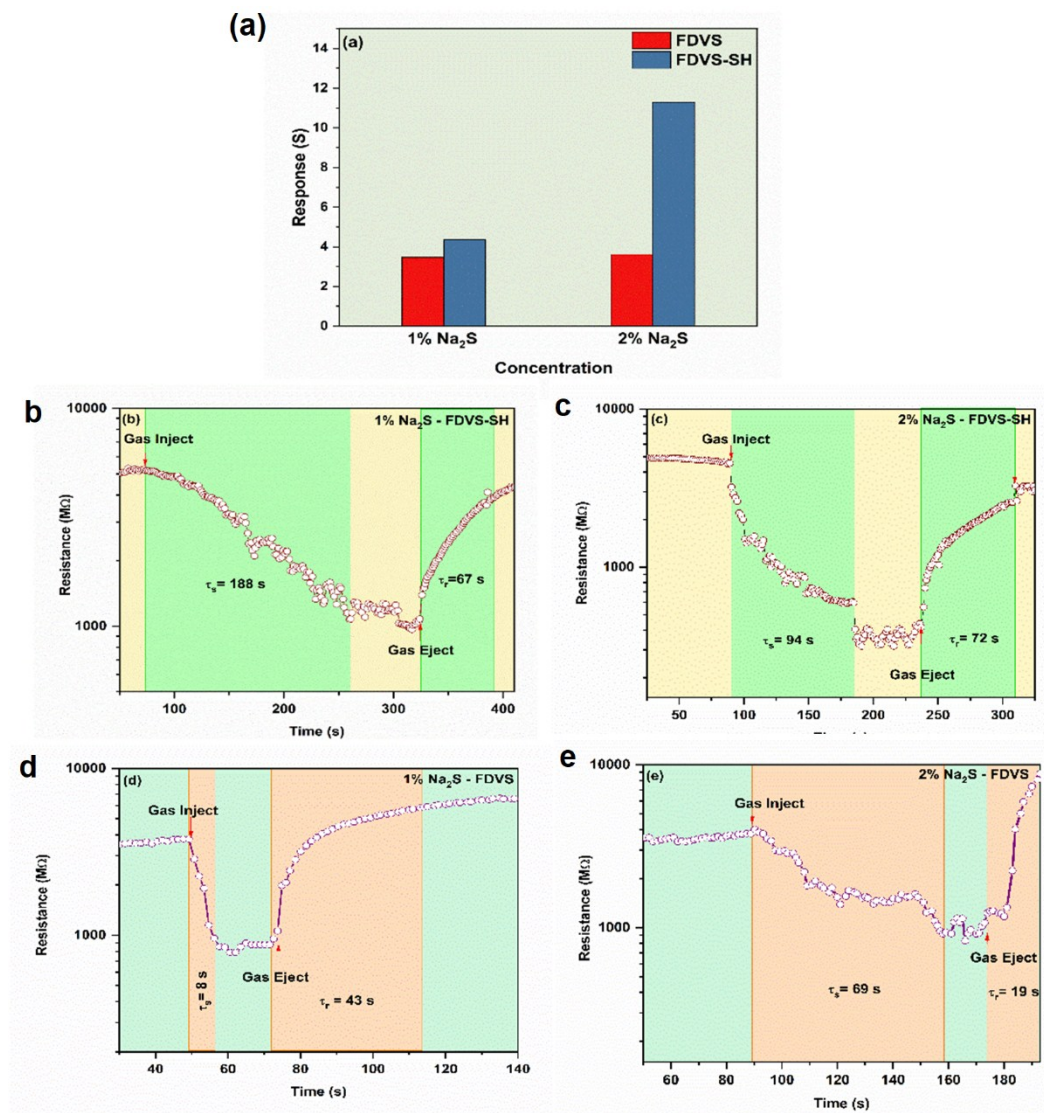 (a)
(a)
FDVS
FDVS-SH
14
12
10
8
6
4
2
0
Response (S)
1% Na₂S
2% Na₂S
Concentration
b
(b)
1% Na₂S - FDVS-SH
10000
1000
Gas Inject
τₛ = 188 s
τᵣ=67 s
Gas Eject
Resistance (MΩ)
100
200
300
400
Time (s)
c
(c)
2% Na₂S - FDVS-SH
10000
1000
Gas Inject
τₛ = 94 s
τᵣ = 72 s
Gas Eject
Resistance (MΩ)
50
100
150
200
250
300
d
(d)
1% Na₂S - FDVS
10000
1000
Gas Inject
τₛ = 8 s
τᵣ = 43 s
Gas Eject
Resistance (MΩ)
40
60
80
100
120
140
Time (s)
e
(e)
2% Na₂S - FDVS
10000
1000
Gas Inject
τₛ = 69 s
τᵣ = 19 s
Gas Eject
Resistance (MΩ)
60
80
100
120
140
160
180
Time (s)